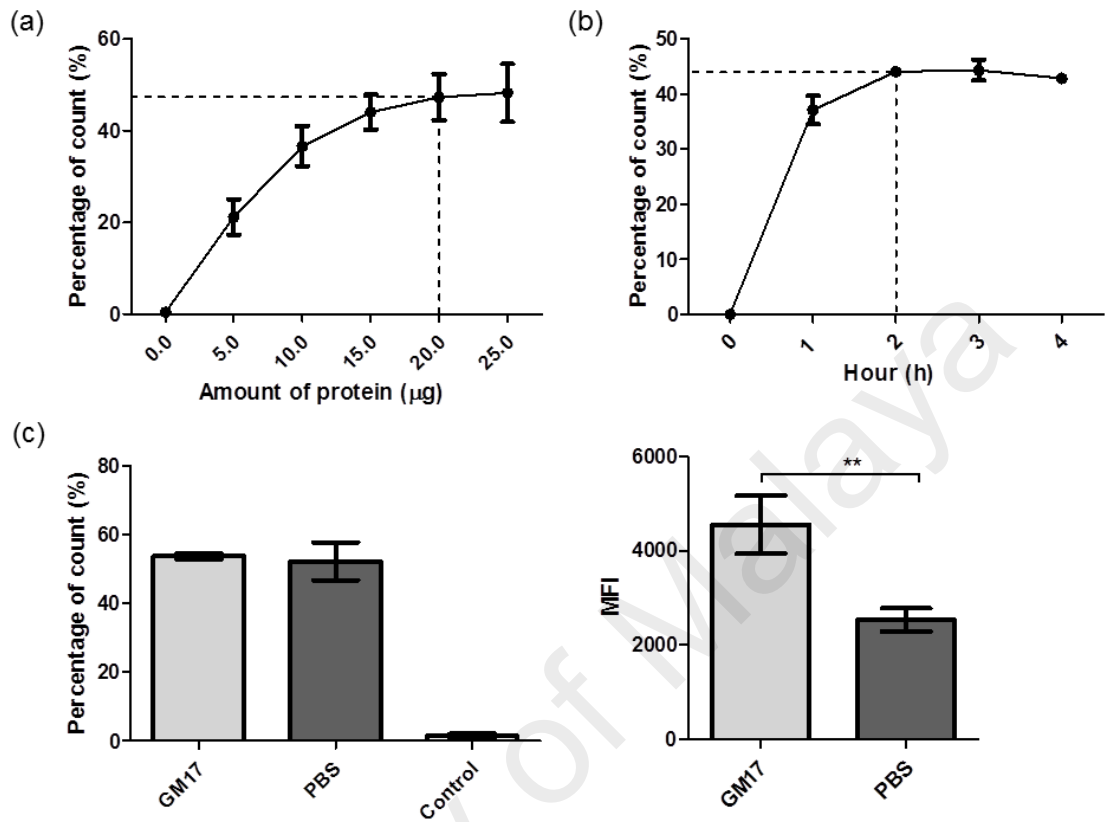 (a)
Percentage of count (%)
60
40
20
0
0.0
5.0
10.0
15.0
20.0
25.0
Amount of protein (μg)
(b)
Percentage of count (%)
50
40
30
20
10
0
0
1
2
3
4
Hour (h)
(c)
Percentage of count (%)
80
60
40
20
0
GM17
PBS
Control
MFI
6000
4000
2000
0
**
GM17
PBS
of Malaya